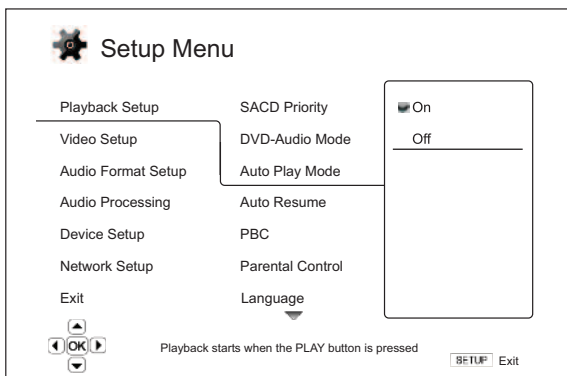 Setup Menu
Playback Setup
Video Setup
Audio Format Setup
Audio Processing
Device Setup
Network Setup
Exit
SACD Priority
DVD-Audio Mode
Auto Play Mode
Auto Resume
PBC
Parental Control
Language
On
Off
OK
Playback starts when the PLAY button is pressed
SETUP Exit